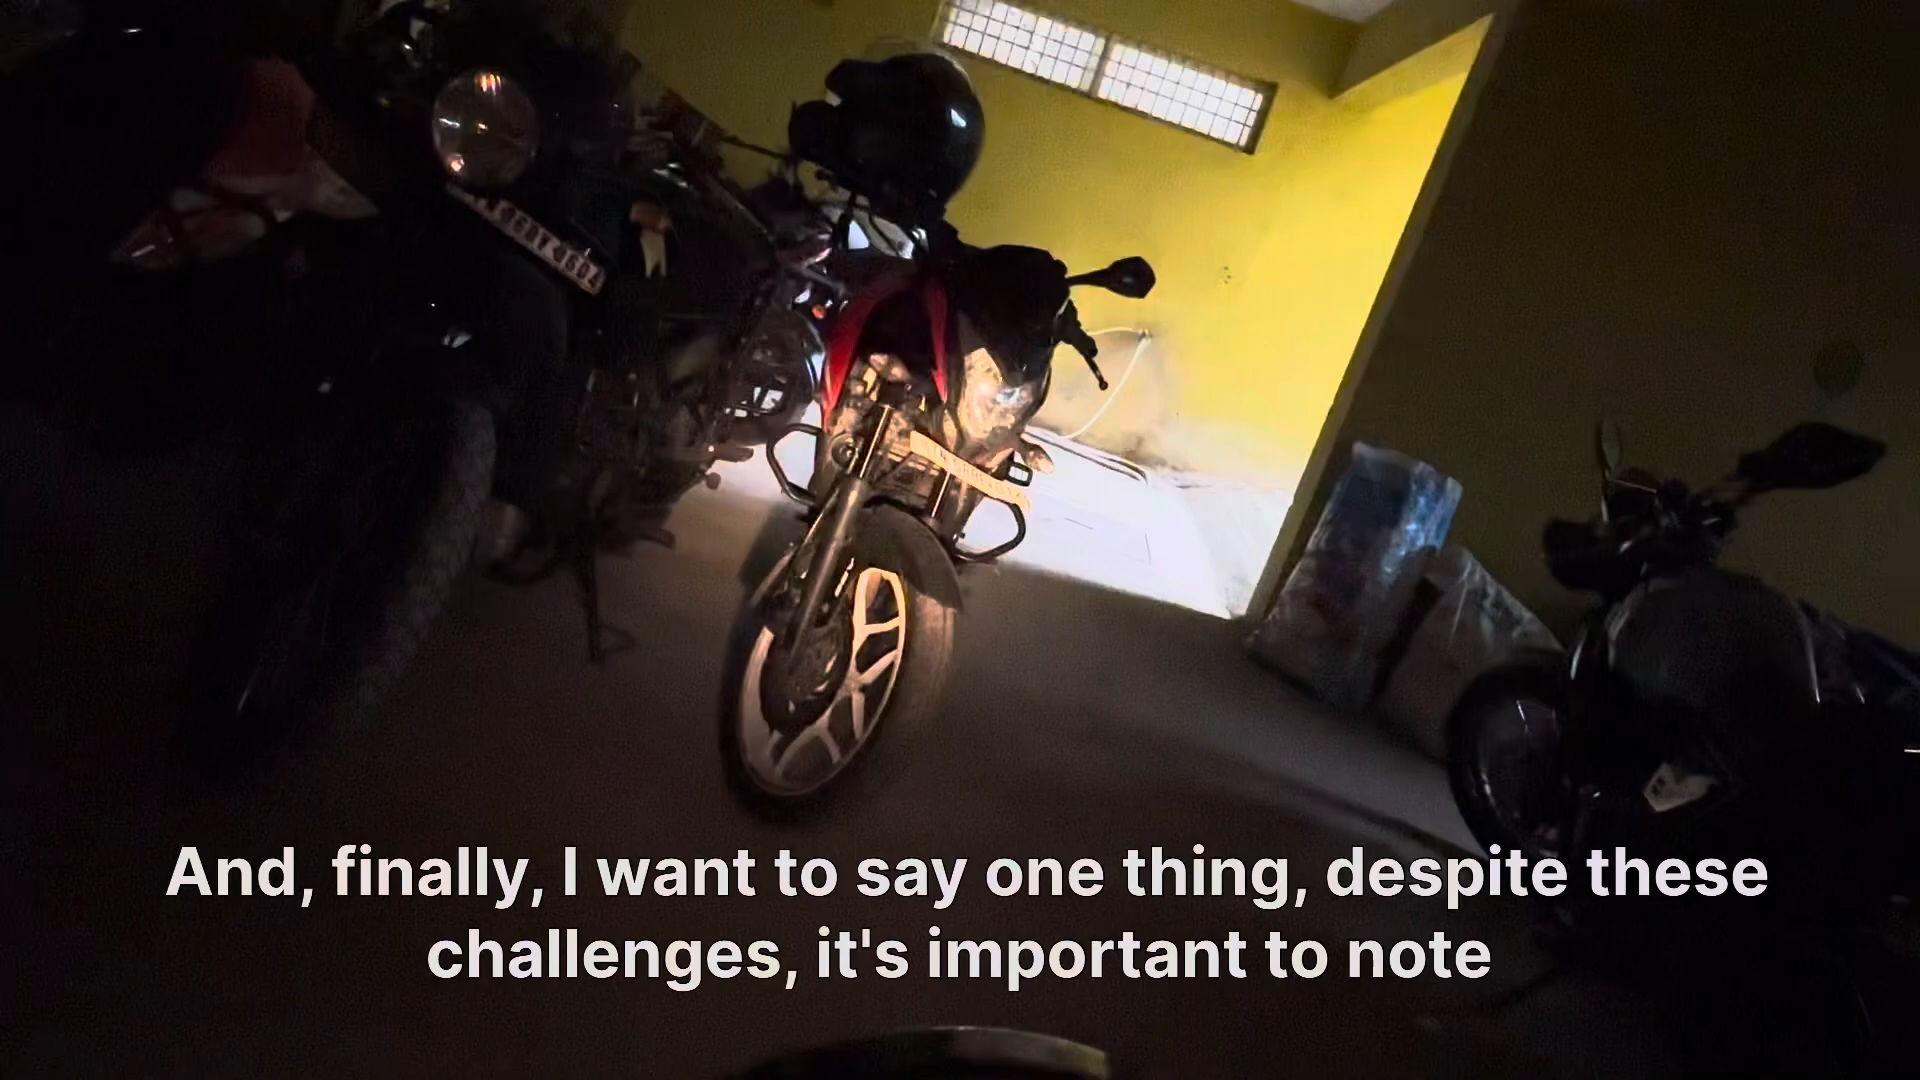 And, finally, I want to say one thing, despite these
challenges, it's important to note